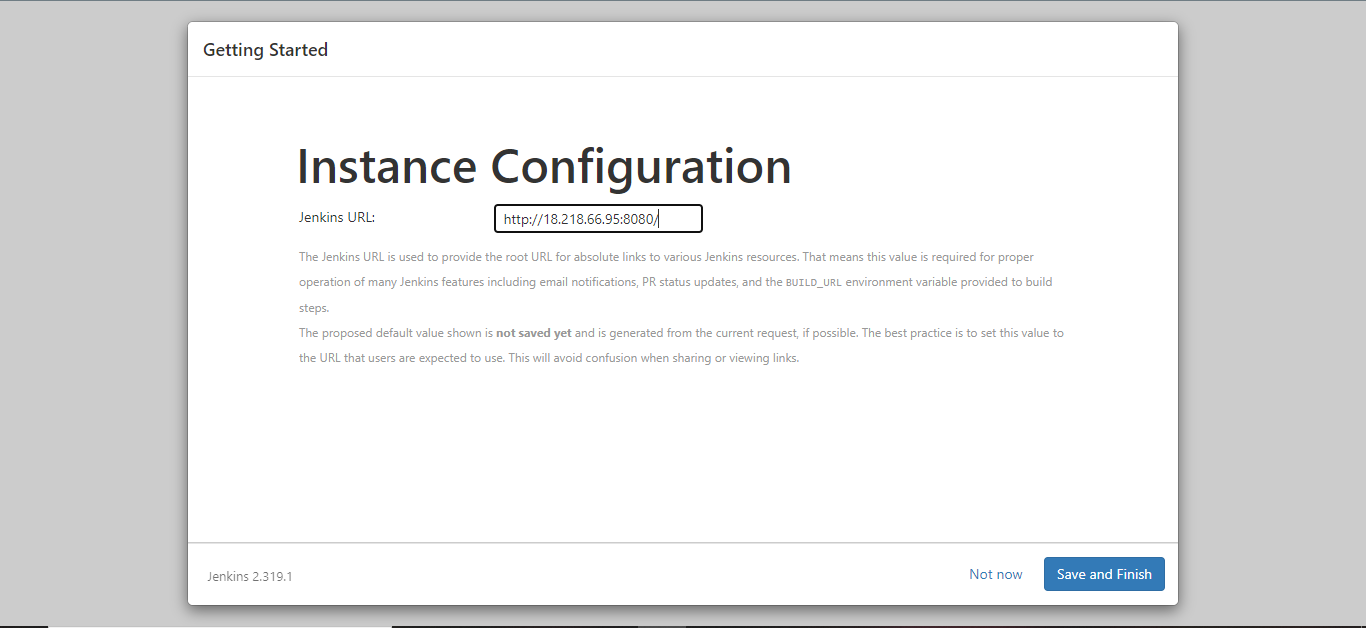 Getting Started
Instance Configuration
Jenkins URL:
http://18.218.66.95:8080/
The Jenkins URL is used to provide the root URL for absolute links to various Jenkins resources. That means this value is required for proper
operation of many Jenkins features including email notifications, PR status updates, and the BUILD_URL environment variable provided to build
steps.
The proposed default value shown is not saved yet and is generated from the current request, if possible. The best practice is to set this value to
the URL that users are expected to use. This will avoid confusion when sharing or viewing links.
Jenkins 2.319.1
Not now
Save and Finish